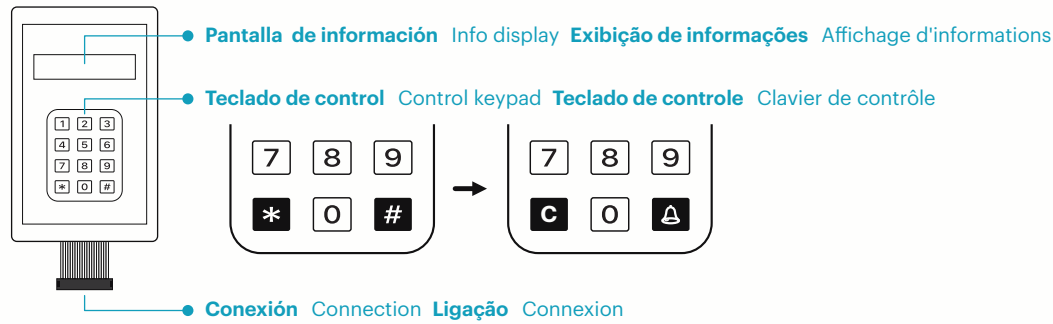 Pantalla de información Info display Exibição de informações Affichage d'informations
Teclado de control Control keypad Teclado de controle Clavier de contrôle
1 2 3
4 5 6
7 8 9
* 0 #
7 8 9
* 0 #
7 8 9
C 0
Conexión Connection Ligação Connexion